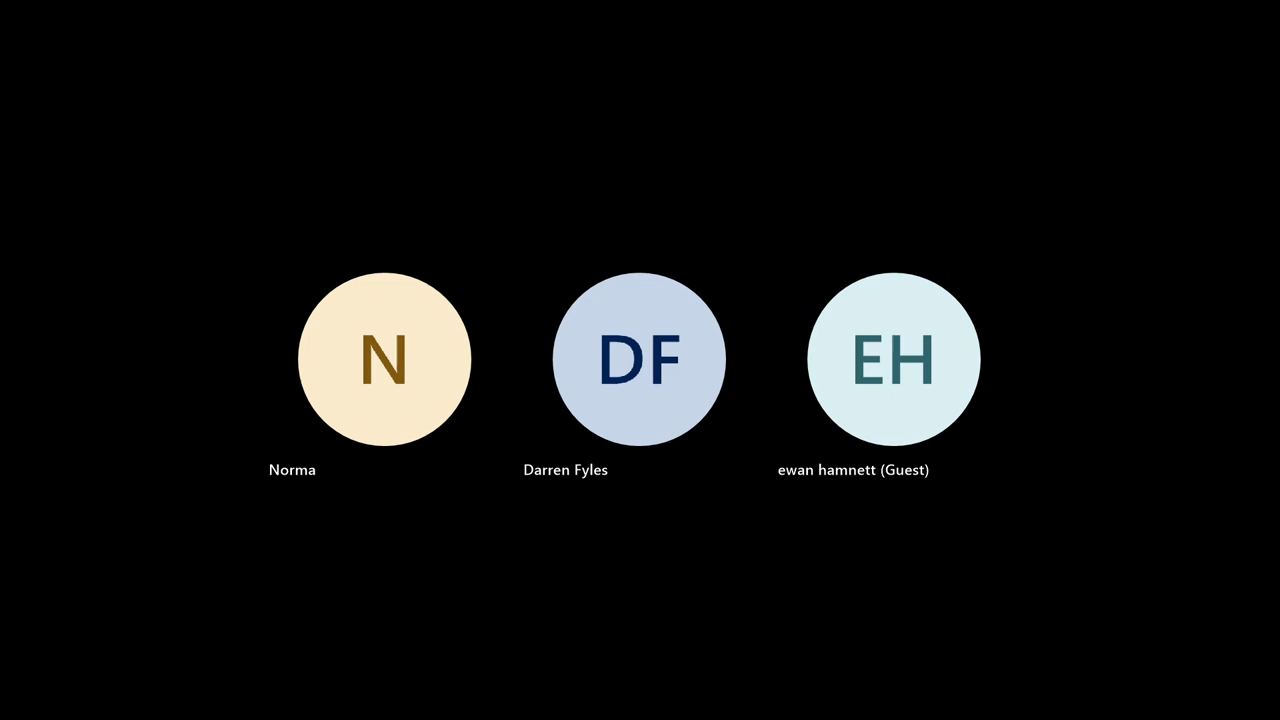 N
DF
EH
Norma
Darren Fyles
ewan hamnett (Guest)